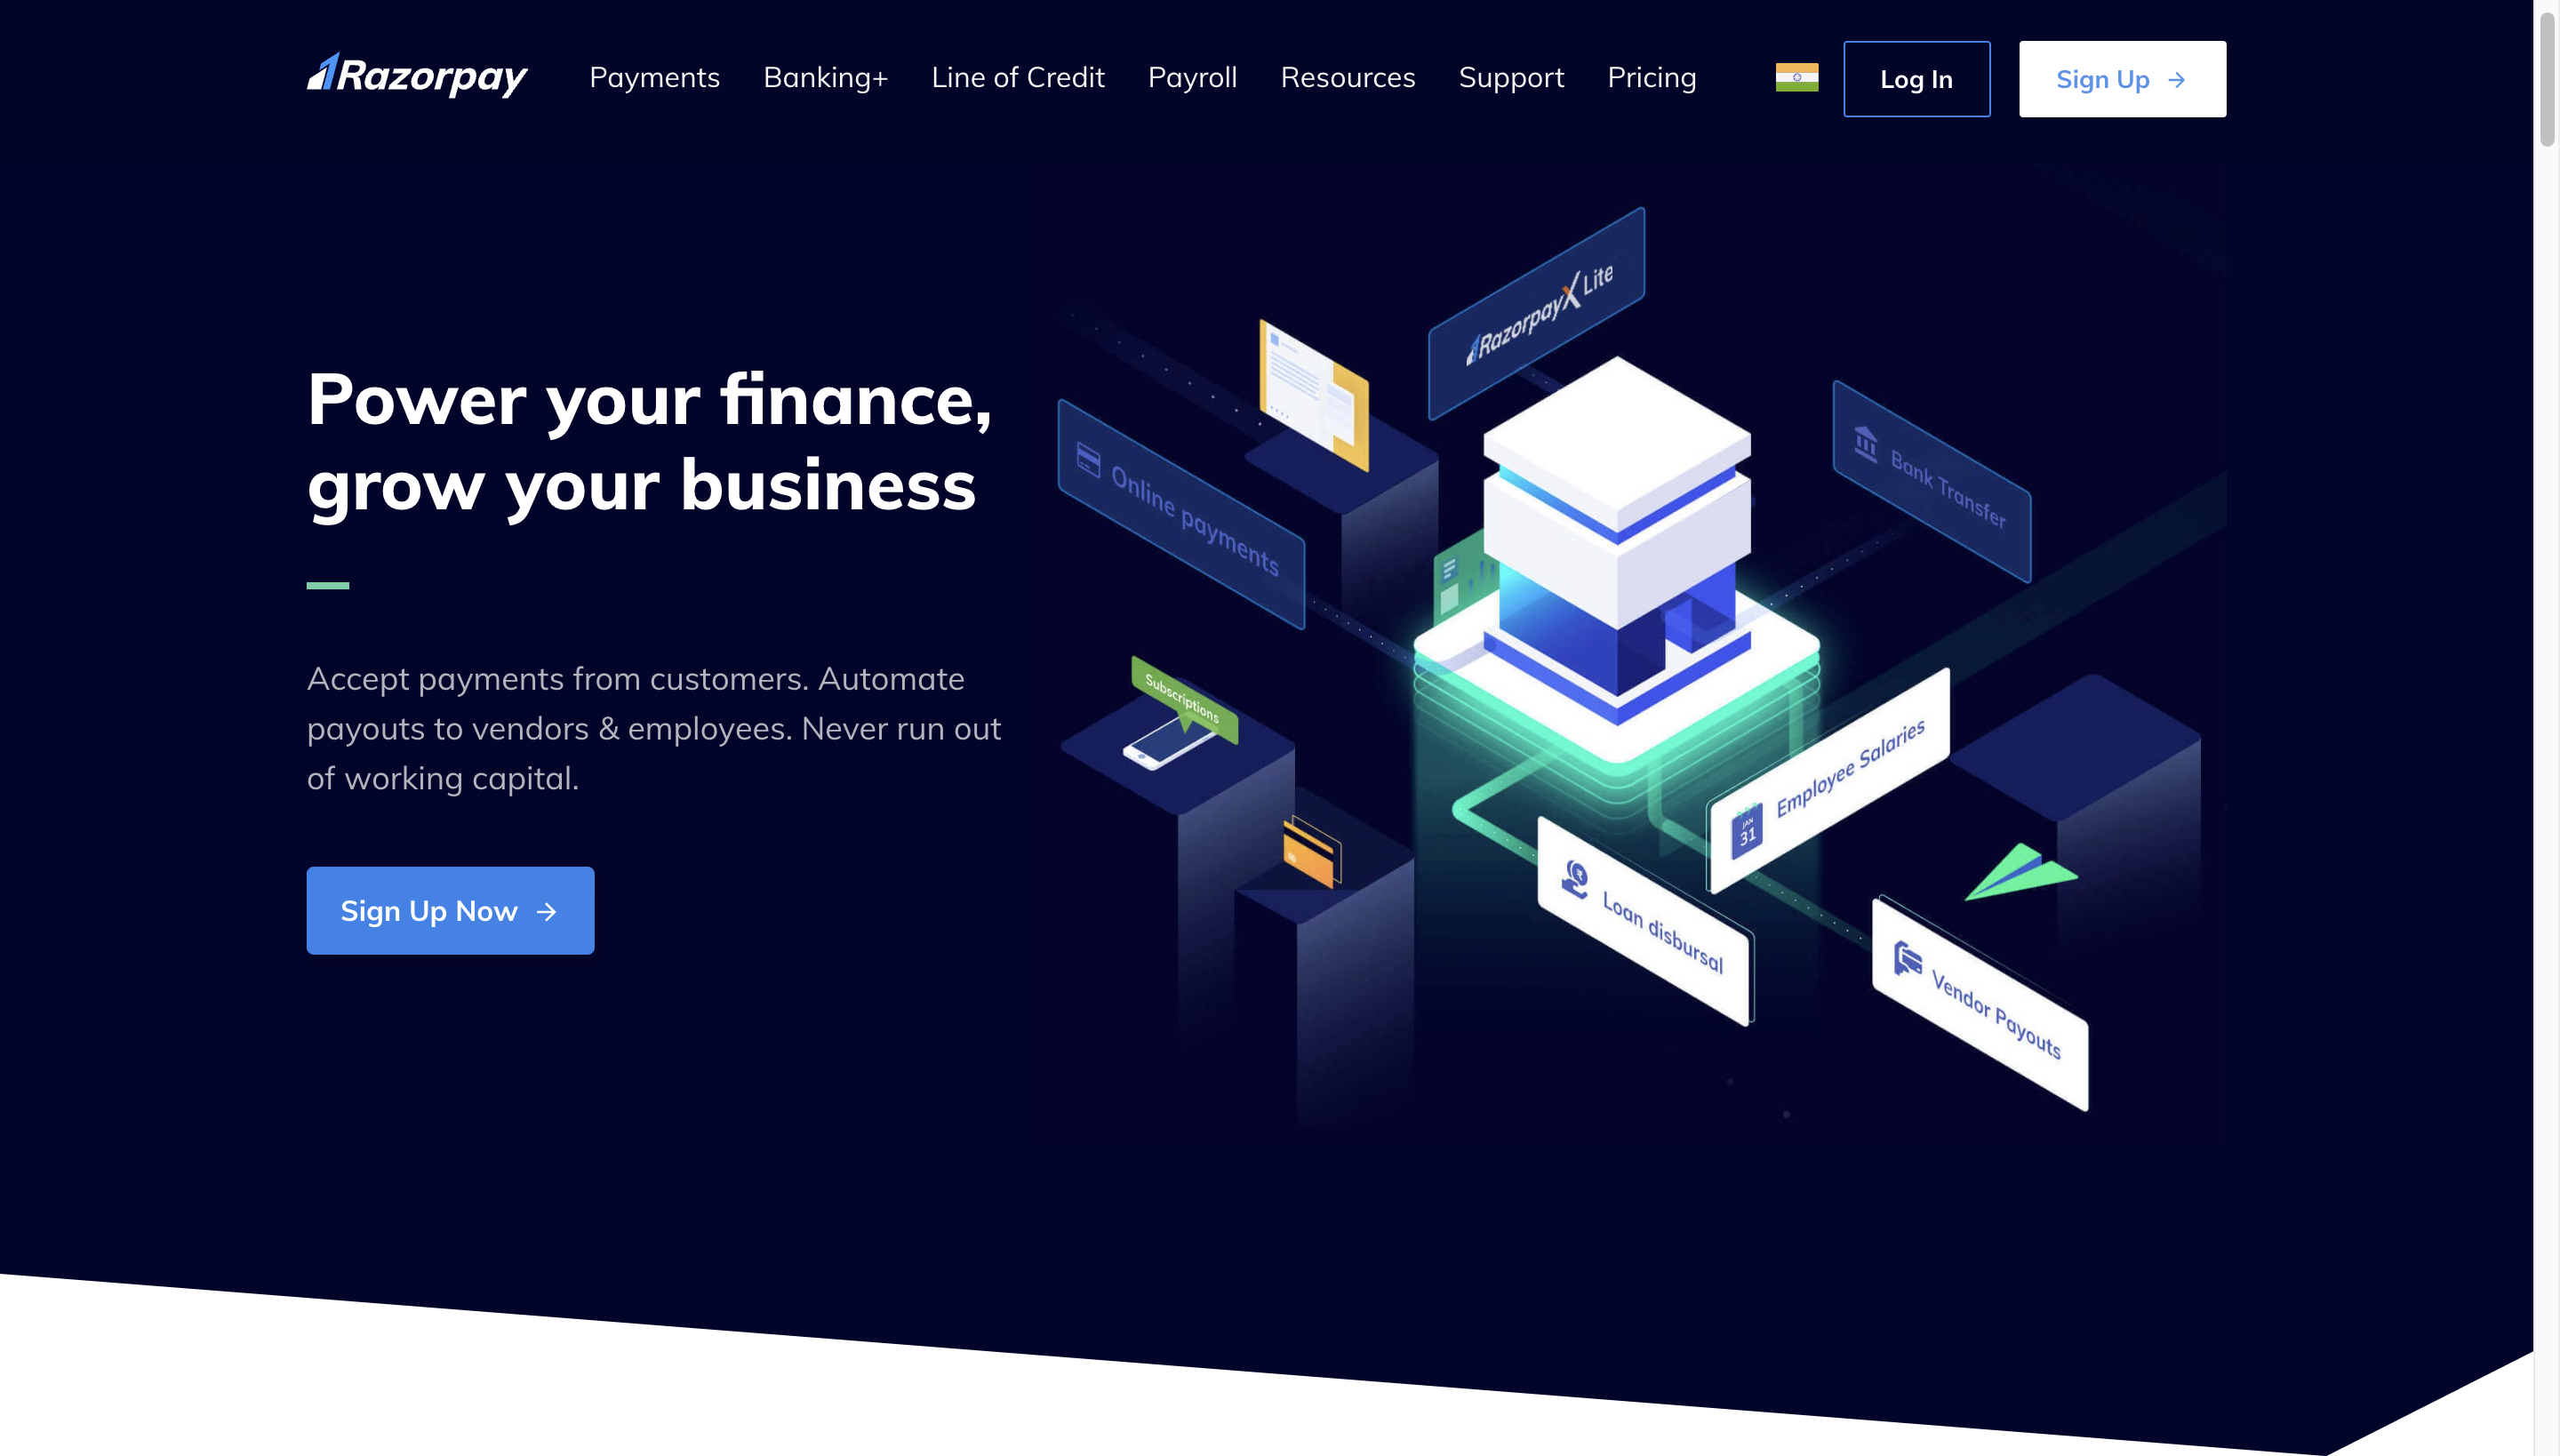 Razorpay
Payments
Banking+
Line of Credit
Payroll
Resources
Support
Pricing
Log In
Sign Up
Power your finance,
grow your business
Accept payments from customers. Automate
payouts to vendors & employees. Never run out
of working capital.
Sign Up Now
RazorpayX Lite
Online payments
Bank Transfer
Subscriptions
Employee Salaries
JAN
31
Loan disbursal
Vendor Payouts